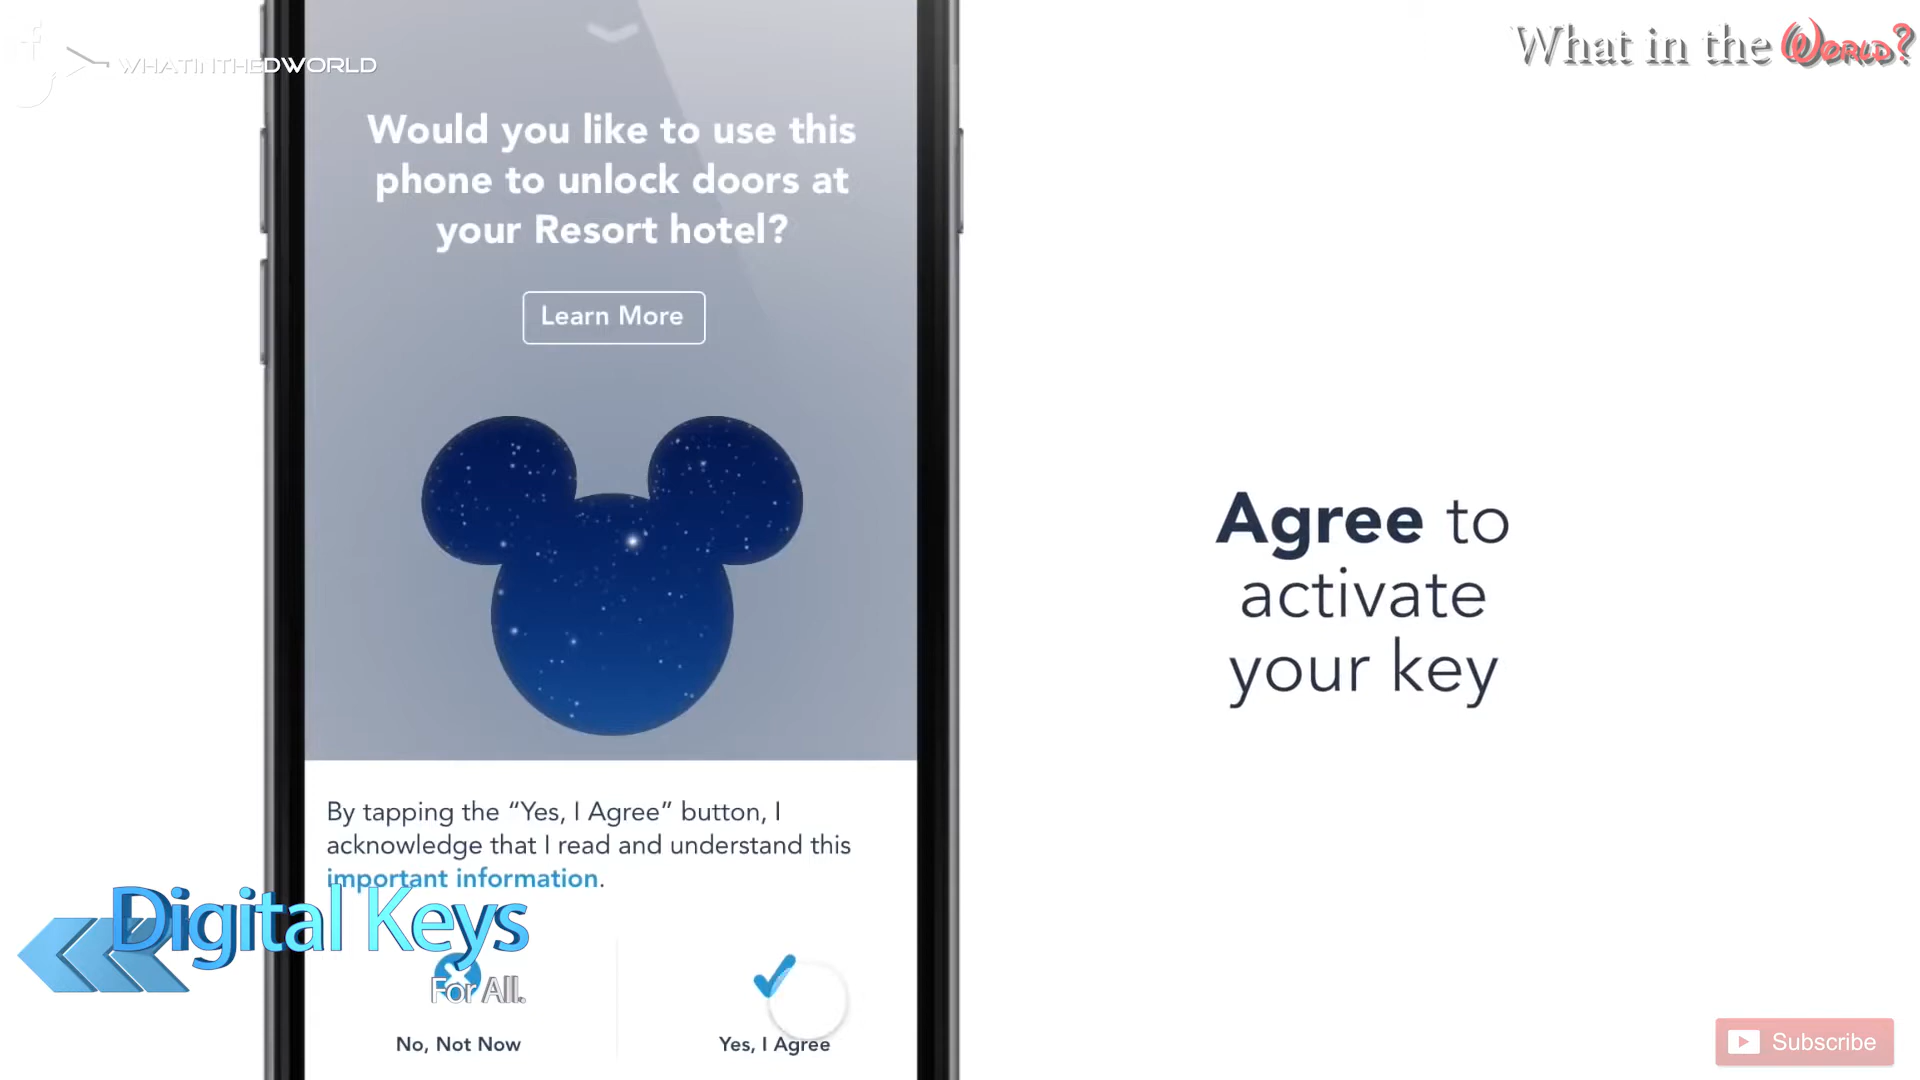 WHATINTHEDWORLD
What in the World?
Would you like to use this
phone to unlock doors at
your Resort hotel?
Learn More
Agree to
activate
your key
By tapping the “Yes, I Agree” button, I
acknowledge that I read and understand this
important information.
Digital Keys
For All.
No, Not Now
Yes, I Agree
Subscribe